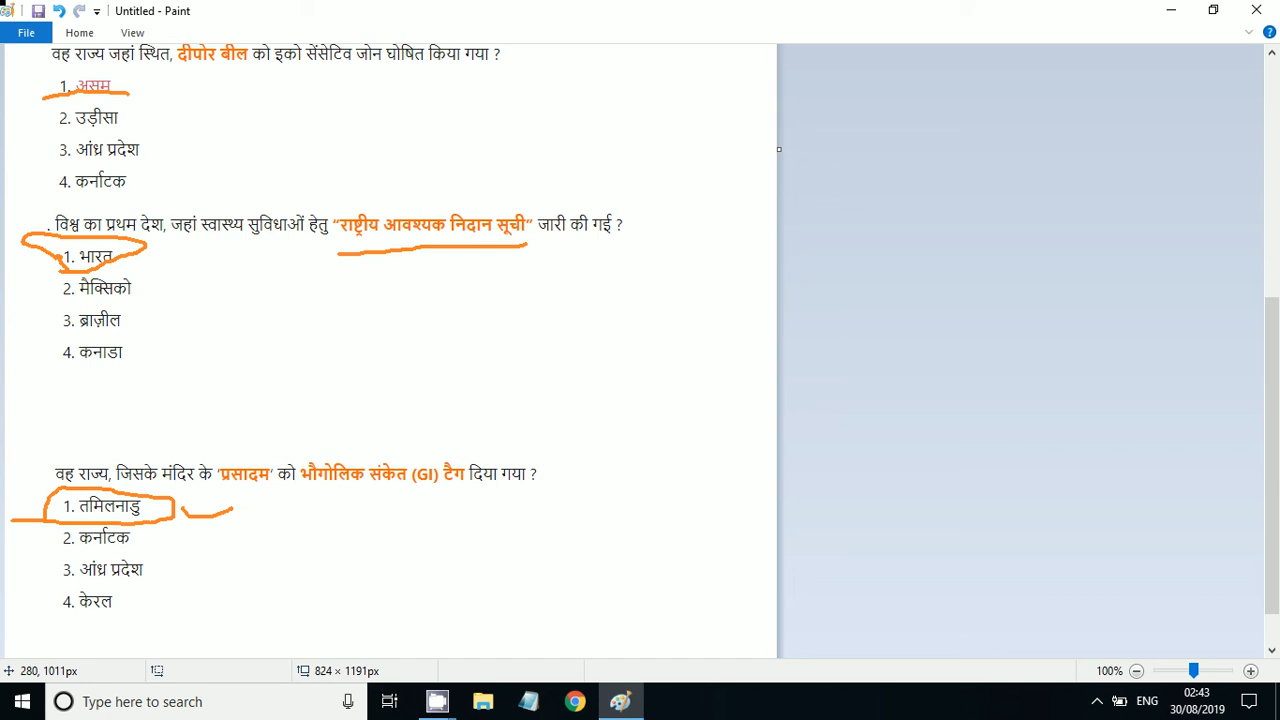 Untitled - Paint
File Home View
वह राज्य जहां स्थित, दीपोर बील को इको सेंसेटिव जोन घोषित किया गया ?
1. असम
2. उड़ीसा
3. आंध्र प्रदेश
4. कर्नाटक
. विश्व का प्रथम देश, जहां स्वास्थ्य सुविधाओं हेतु “राष्ट्रीय आवश्यक निदान सूची“ जारी की गई ?
1. भारत
2. मैक्सिको
3. ब्राज़ील
4. कनाडा
वह राज्य, जिसके मंदिर के ‘प्रसादम‘ को भौगोलिक संकेत (GI) टैग दिया गया ?
1. तमिलनाडु
2. कर्नाटक
3. आंध्र प्रदेश
4. केरल
280, 1011px 824 × 1191px 100%
Type here to search ENG 02:43
30/08/2019